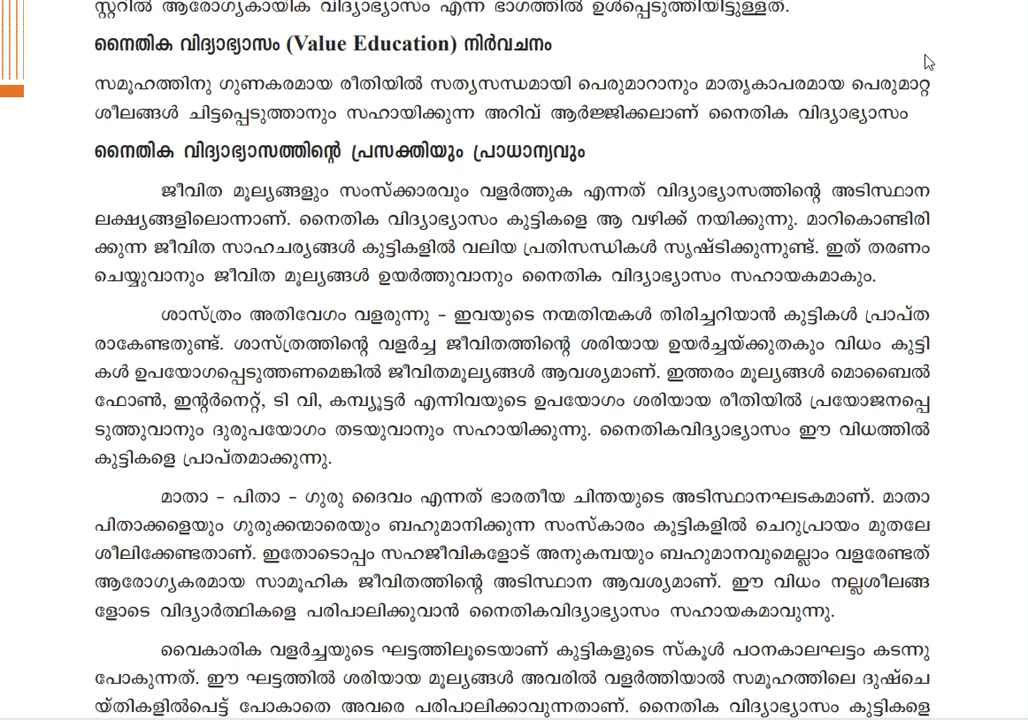 സ്റ്ററിൽ ആരോഗ്യകായിക വിദ്യാഭ്യാസം എന്ന ഭാഗത്തിൽ ഉൾപ്പെടുത്തിയിട്ടുള്ളത്.
നൈതിക വിദ്യാഭ്യാസം (Value Education) നിർവചനം
സമൂഹത്തിനു ഗുണകരമായ രീതിയിൽ സത്യസന്ധമായി പെരുമാറാനും മാതൃകാപരമായ പെരുമാറ്റ
ശീലങ്ങൾ ചിട്ടപ്പെടുത്താനും സഹായിക്കുന്ന അറിവ് ആർജ്ജിക്കലാണ് നൈതിക വിദ്യാഭ്യാസം
നൈതിക വിദ്യാഭ്യാസത്തിന്റെ പ്രസക്തിയും പ്രാധാന്യവും
ജീവിത മൂല്യങ്ങളും സംസ്ക്കാരവും വളർത്തുക എന്നത് വിദ്യാഭ്യാസത്തിന്റെ അടിസ്ഥാന
ലക്ഷ്യങ്ങളിലൊന്നാണ്. നൈതിക വിദ്യാഭ്യാസം കുട്ടികളെ ആ വഴിക്ക് നയിക്കുന്നു. മാറികൊണ്ടിരി
ക്കുന്ന ജീവിത സാഹചര്യങ്ങൾ കുട്ടികളിൽ വലിയ പ്രതിസന്ധികൾ സൃഷ്ടിക്കുന്നുണ്ട്. ഇത് തരണം
ചെയ്യുവാനും ജീവിത മൂല്യങ്ങൾ ഉയർത്തുവാനും നൈതിക വിദ്യാഭ്യാസം സഹായകമാകും.
ശാസ്ത്രം അതിവേഗം വളരുന്നു - ഇവയുടെ നന്മതിന്മകൾ തിരിച്ചറിയാൻ കുട്ടികൾ പ്രാപ്ത
രാകേണ്ടതുണ്ട്. ശാസ്ത്രത്തിന്റെ വളർച്ച ജീവിതത്തിന്റെ ശരിയായ ഉയർച്ചയ്ക്കുതകും വിധം കുട്ടി
കൾ ഉപയോഗപ്പെടുത്തണമെങ്കിൽ ജീവിതമൂല്യങ്ങൾ ആവശ്യമാണ്. ഇത്തരം മൂല്യങ്ങൾ മൊബൈൽ
ഫോൺ, ഇന്റർനെറ്റ്, ടി വി, കമ്പ്യൂട്ടർ എന്നിവയുടെ ഉപയോഗം ശരിയായ രീതിയിൽ പ്രയോജനപ്പെ
ടുത്തുവാനും ദുരുപയോഗം തടയുവാനും സഹായിക്കുന്നു. നൈതികവിദ്യാഭ്യാസം ഈ വിധത്തിൽ
കുട്ടികളെ പ്രാപ്തമാക്കുന്നു.
മാതാ - പിതാ - ഗുരു ദൈവം എന്നത് ഭാരതീയ ചിന്തയുടെ അടിസ്ഥാനഘടകമാണ്. മാതാ
പിതാക്കളെയും ഗുരുക്കന്മാരെയും ബഹുമാനിക്കുന്ന സംസ്കാരം കുട്ടികളിൽ ചെറുപ്രായം മുതലേ
ശീലിക്കേണ്ടതാണ്. ഇതോടൊപ്പം സഹജീവികളോട് അനുകമ്പയും ബഹുമാനവുമെല്ലാം വളരേണ്ടത്
ആരോഗ്യകരമായ സാമൂഹിക ജീവിതത്തിന്റെ അടിസ്ഥാന ആവശ്യമാണ്. ഈ വിധം നല്ലശീലങ്ങ
ളോടെ വിദ്യാർത്ഥികളെ പരിപാലിക്കുവാൻ നൈതികവിദ്യാഭ്യാസം സഹായകമാവുന്നു.
വൈകാരിക വളർച്ചയുടെ ഘട്ടത്തിലൂടെയാണ് കുട്ടികളുടെ സ്കൂൾ പഠനകാലഘട്ടം കടന്നു
പോകുന്നത്. ഈ ഘട്ടത്തിൽ ശരിയായ മൂല്യങ്ങൾ അവരിൽ വളർത്തിയാൽ സമൂഹത്തിലെ ദുഷ്ചെ
യ്തികളിൽപെട്ട് പോകാതെ അവരെ പരിപാലിക്കാവുന്നതാണ്. നൈതിക വിദ്യാഭ്യാസം കുട്ടികളെ